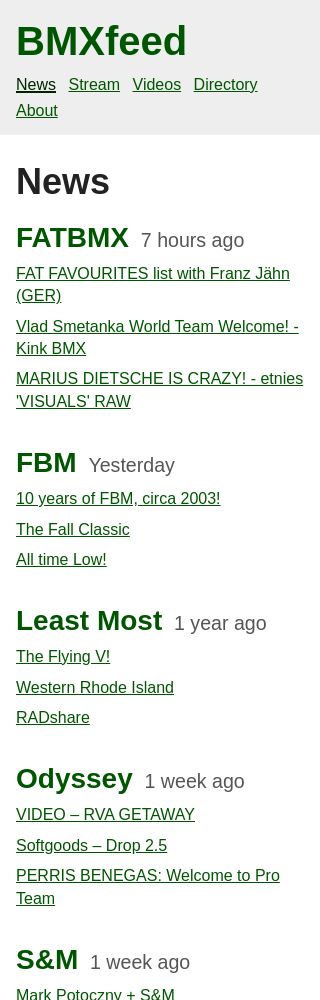 BMXfeed
News Stream Videos Directory
About
News
FATBMX 7 hours ago
FAT FAVOURITES list with Franz Jähn
(GER)
Vlad Smetanka World Team Welcome! -
Kink BMX
MARIUS DIETSCHE IS CRAZY! - etnies
'VISUALS' RAW
FBM Yesterday
10 years of FBM, circa 2003!
The Fall Classic
All time Low!
Least Most 1 year ago
The Flying V!
Western Rhode Island
RADshare
Odyssey 1 week ago
VIDEO – RVA GETAWAY
Softgoods – Drop 2.5
PERRIS BENEGAS: Welcome to Pro
Team
S&M 1 week ago
Mark Potoczny + S&M